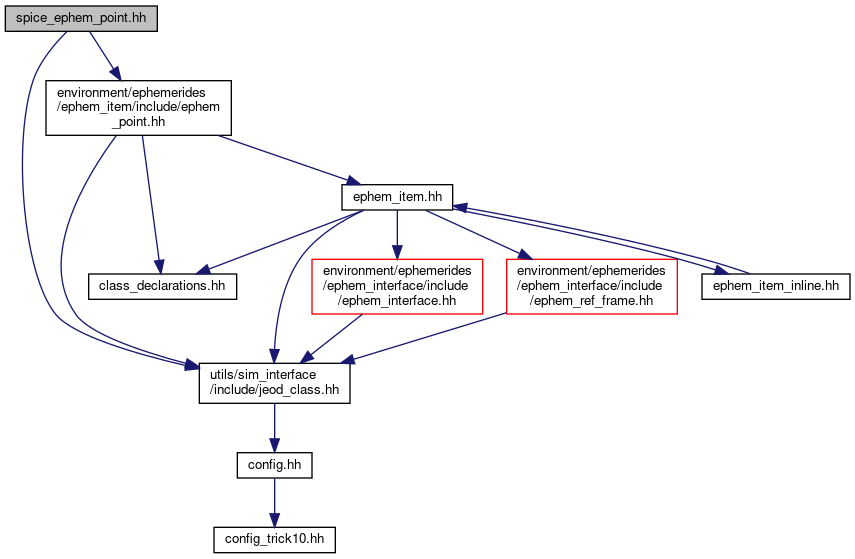 spice_ephem_point.hh
environment/ephemerides
/ephem_item/include/ephem
_point.hh
ephem_item.hh
class_declarations.hh
environment/ephemerides
/ephem_interface/include
/ephem_interface.hh
environment/ephemerides
/ephem_interface/include
/ephem_ref_frame.hh
ephem_item_inline.hh
utils/sim_interface
/include/jeod_class.hh
config.hh
config_trick10.hh